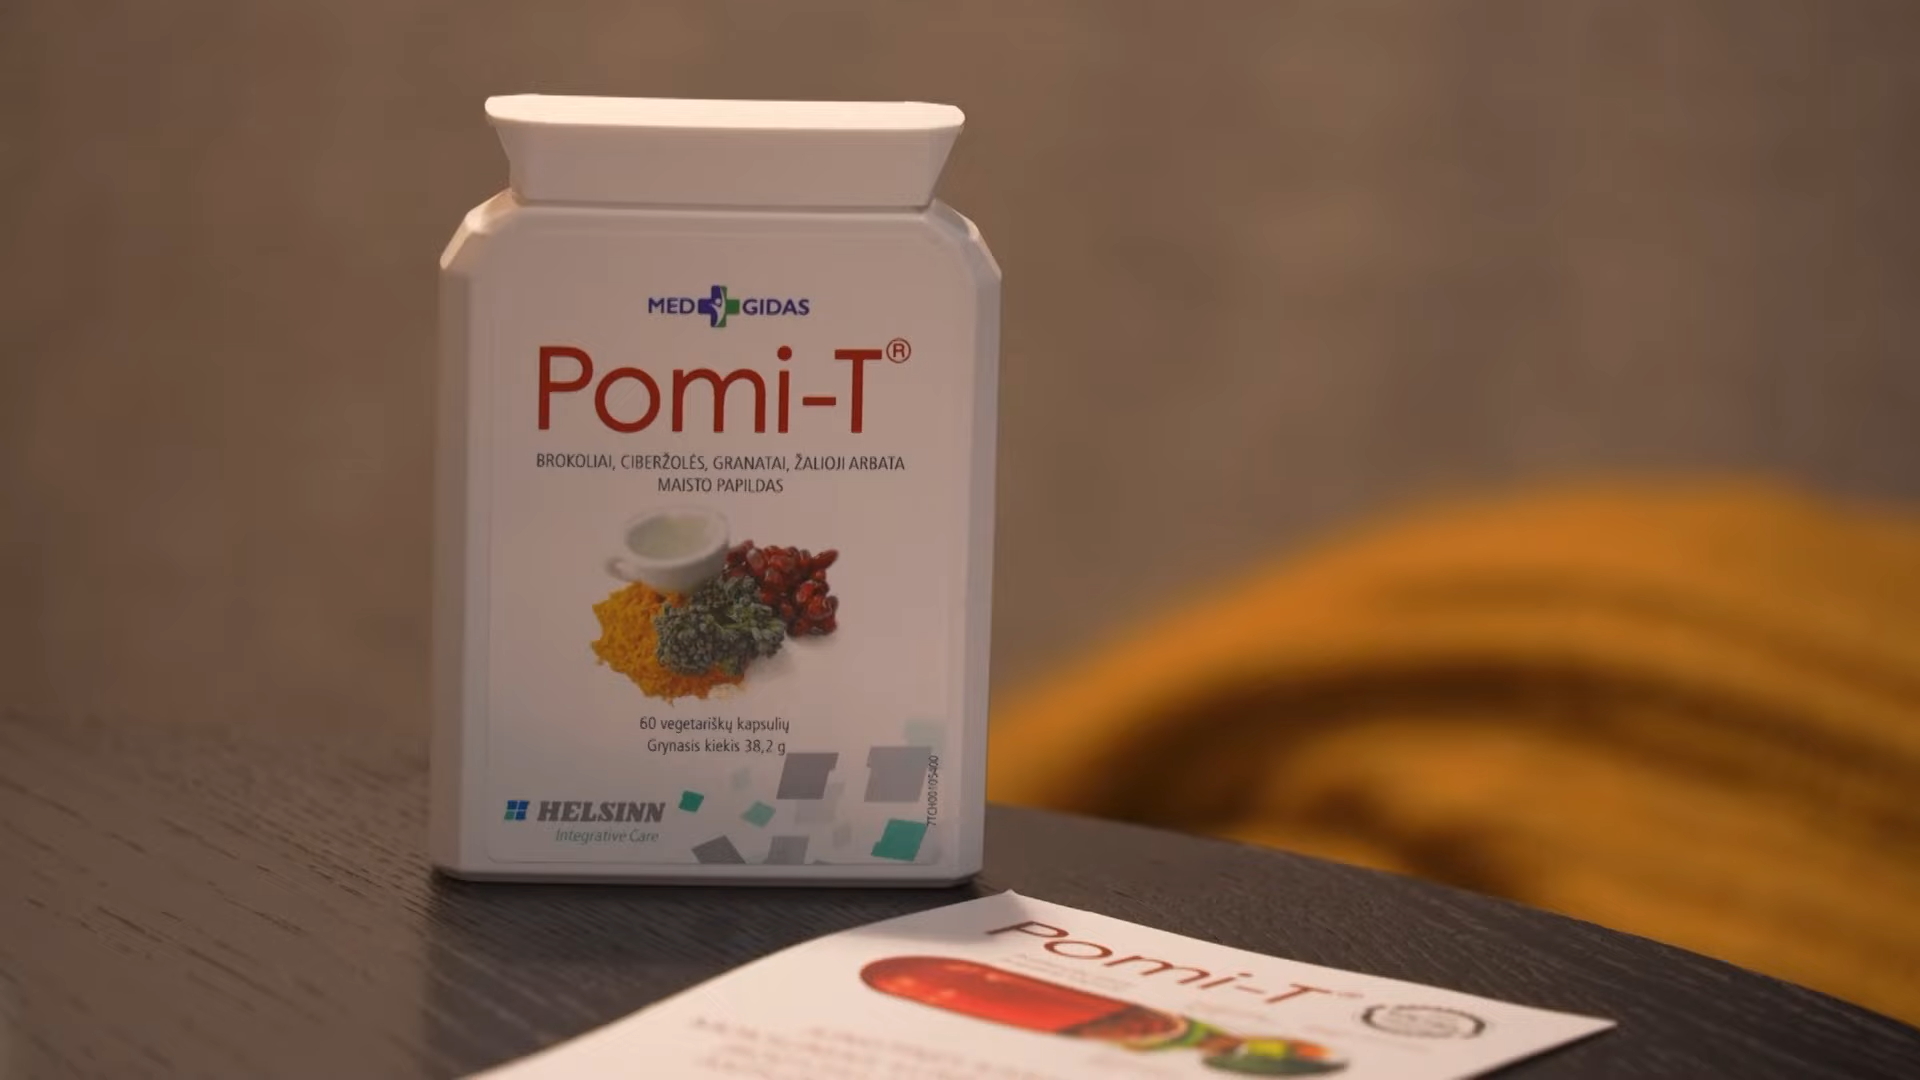 MED GIDAS
Pomi-T®
BROKOLIAI, CIBERŽOLĖS, GRANATAI, ŽALIOJI ARBATA
MAISTO PAPILDAS
60 vegetariškų kapsulių
Grynasis kiekis 38,2 g
7TCH00105400
HELSINN
Integrative Care
Pomi-T®